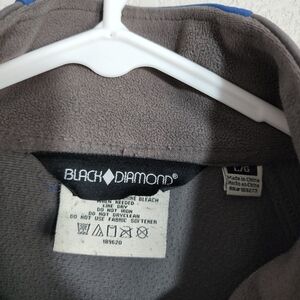 BLACK DIAMOND®
L/G
Made in China
BLEACH
WHEN NEEDED
LINE DRY
DO NOT IRON
DO NOT DRYCLEAN
DO NOT USE FABRIC SOFTENER
189620